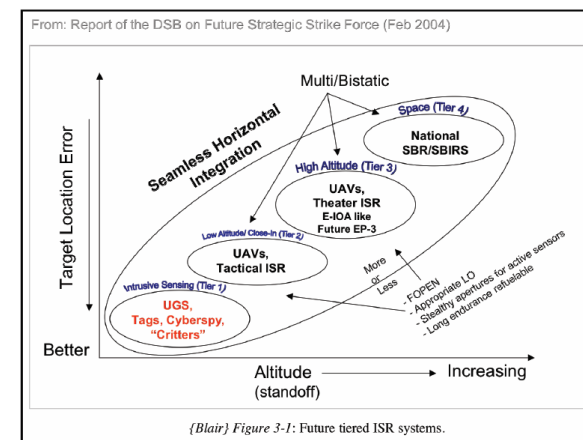 From: Report of the DSB on Future Strategic Strike Force (Feb 2004)
Multi/Bistatic
Space (Tier 4)
National
SBR/SBIRS
Seamless Horizontal
Integration
High Altitude (Tier 3)
UAVs,
Theater ISR
E-IOA like
Future EP-3
Target Location Error
Low Altitude/ Close-in (Tier 2)
UAVs,
Tactical ISR
More
or
Less
- FOPEN
- Appropriate LO
- Stealthy apertures for active sensors
- Long endurance refuelable
Intrusive Sensing (Tier 1)
UGS,
Tags, Cyberspy,
“Critters”
Better
Altitude
(standoff)
Increasing
{Blair} Figure 3-1: Future tiered ISR systems.